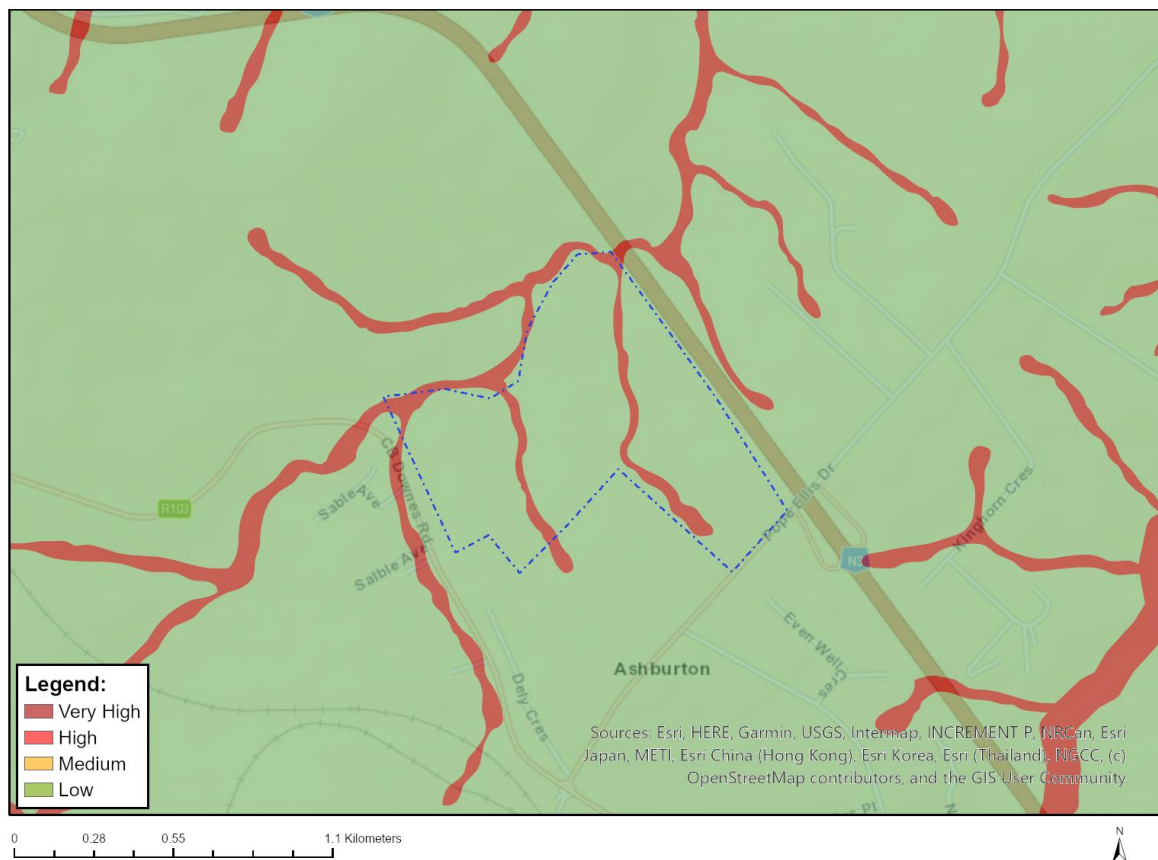 R103
CB Downes Rd
Sable Ave
Salble Ave
Dely Cres
Pope Ellis Dr
N3
Kinghorn Cres
Even Well
Cres
Ashburton
Legend:
Very High
High
Medium
Low
Sources: Esri, HERE, Garmin, USGS, Intermap, INCREMENT P, NRCan, Esri
Japan, METI, Esri China (Hong Kong), Esri Korea, Esri (Thailand), NGCC, (c)
OpenStreetMap contributors, and the GIS User Community
0 0.28 0.55 1.1 Kilometers
N